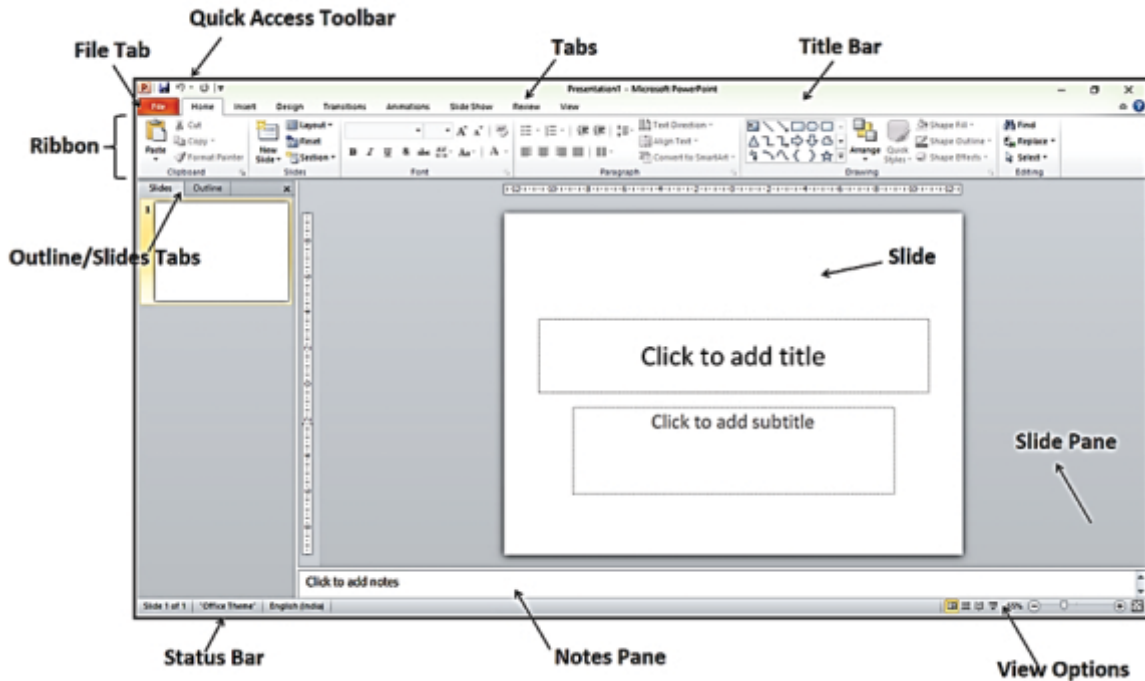 Quick Access Toolbar
File Tab
Tabs
Title Bar
Presentation1 - Microsoft PowerPoint
File Home Insert Design Transitions Animations Slide Show Review View
Ribbon
Paste
Cut
Copy
Format Painter
Clipboard
New Slide
Layout
Reset
Section
Slides
B I U S abc AV Aa A
Font
Text Direction
Align Text
Convert to SmartArt
Paragraph
Arrange
Quick Styles
Shape Fill
Shape Outline
Shape Effects
Drawing
Find
Replace
Select
Editing
Slides Outline
1
Outline/Slides Tabs
Slide
Click to add title
Click to add subtitle
Slide Pane
Click to add notes
Slide 1 of 1 "Office Theme" English (India)
Status Bar
Notes Pane
View Options